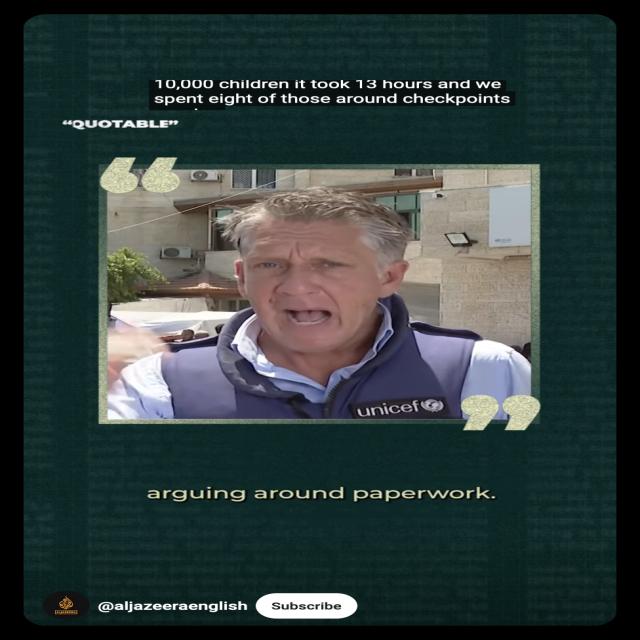 10,000 children it took 13 hours and we
spent eight of those around checkpoints
“QUOTABLE”
unicef
arguing around paperwork.
@aljazeeraenglish
Subscribe